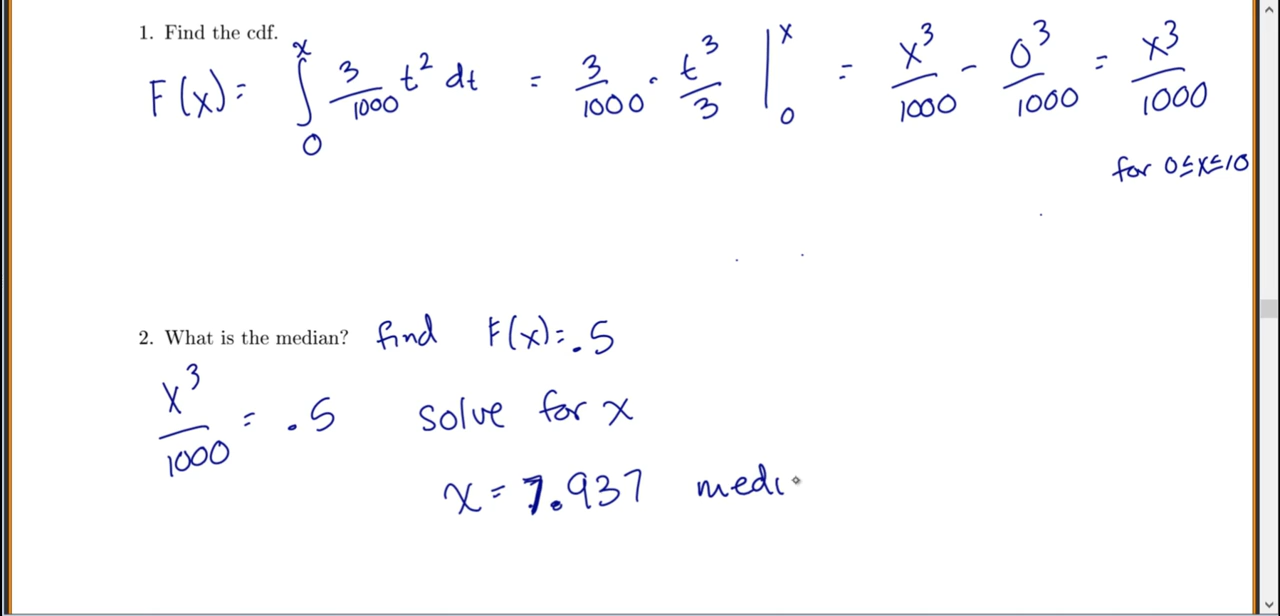 1. Find the cdf.
F(x) = ∫₀ˣ 3/1000 t² dt = 3/1000 · t³/3 |₀ˣ = x³/1000 - 0³/1000 = x³/1000
for 0≤x≤10
2. What is the median? find F(x)=.5
x³/1000 = .5 solve for x
x = 7.937 medi